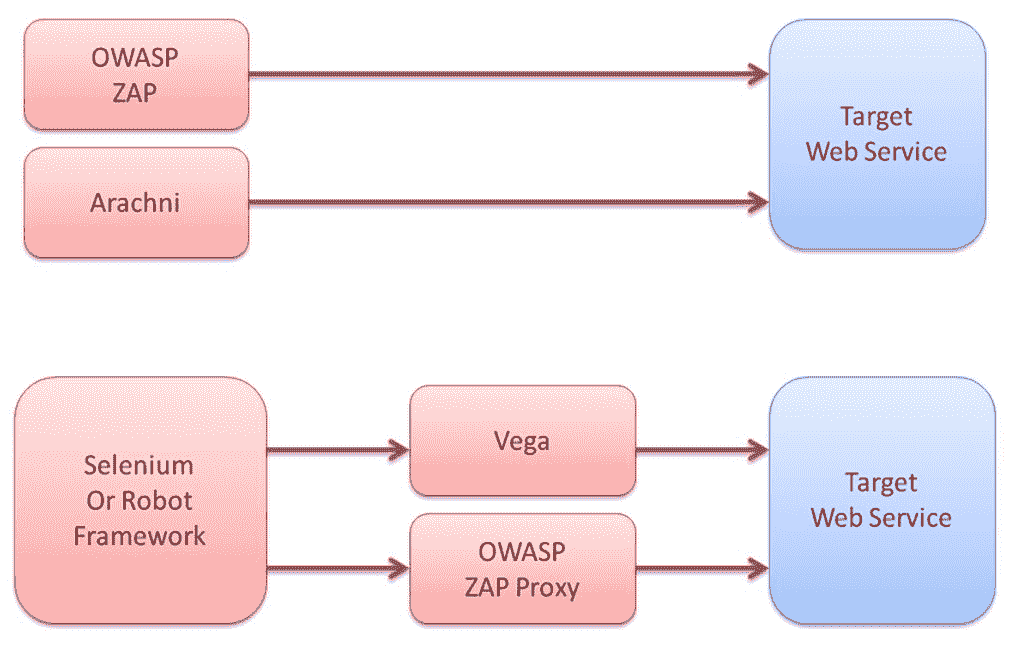 OWASP
ZAP
Target
Web Service
Arachni
Selenium
Or Robot
Framework
Vega
OWASP
ZAP Proxy
Target
Web Service